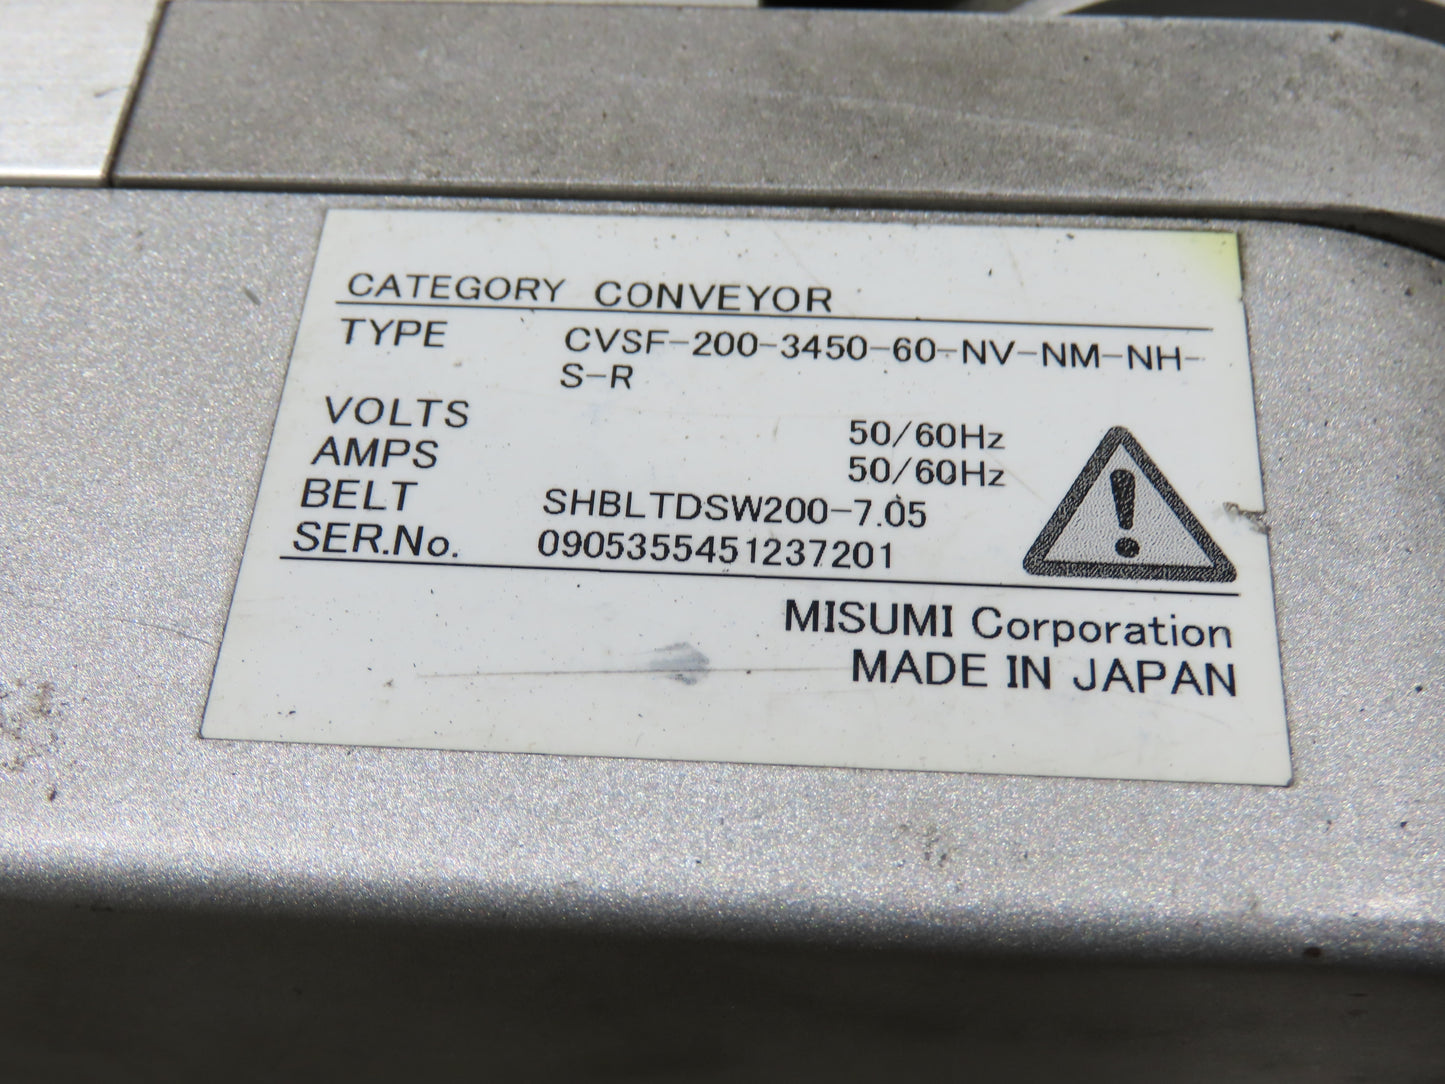 CATEGORY CONVEYOR
TYPE CVSF-200-3450-60-NV-NM-NH-
S-R
VOLTS 50/60Hz
AMPS 50/60Hz
BELT SHBLTDSW200-7.05
SER.No. 0905355451237201
MISUMI Corporation
MADE IN JAPAN